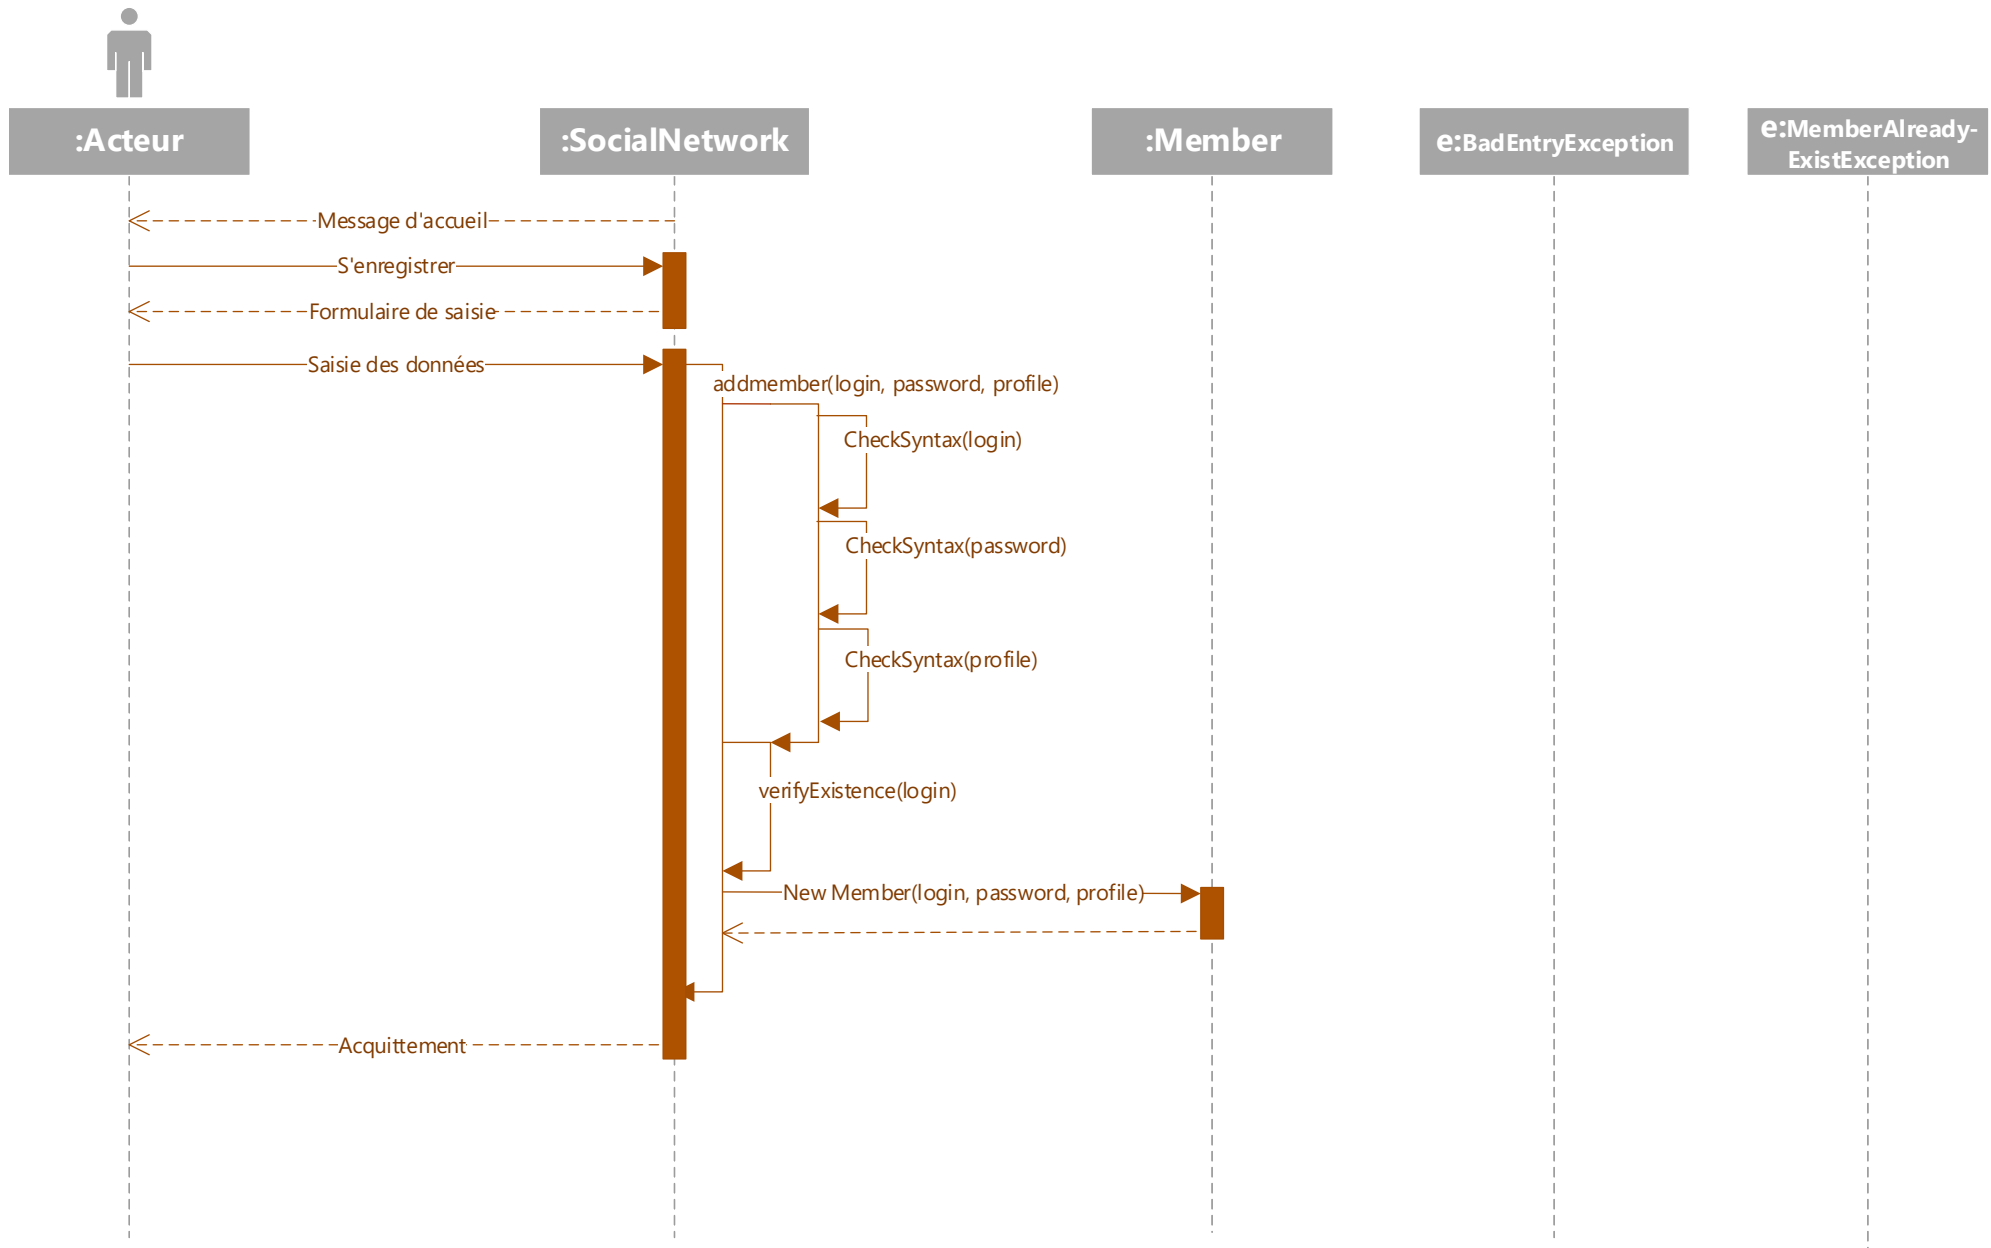 :Acteur
:SocialNetwork
:Member
e:BadEntryException
e:MemberAlready-
ExistException
Message d'accueil
S'enregistrer
Formulaire de saisie
Saisie des données
addmember(login, password, profile)
CheckSyntax(login)
CheckSyntax(password)
CheckSyntax(profile)
verifyExistence(login)
New Member(login, password, profile)
Acquittement